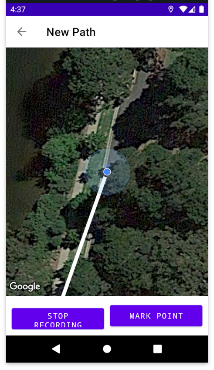 4:37
New Path
Google
STOP
RECORDING
MARK POINT